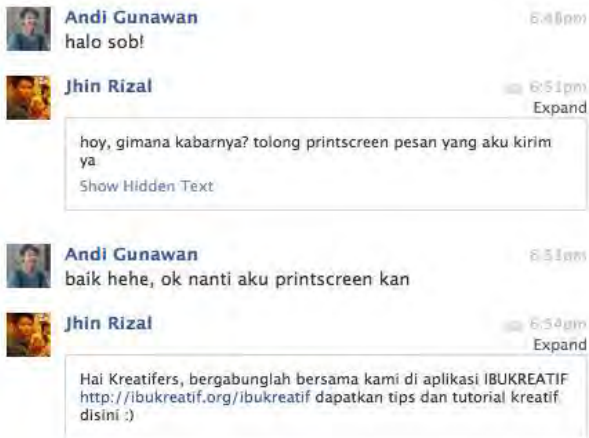 Andi Gunawan 6:48pm
halo sob!
Jhin Rizal 6:51pm
Expand
hoy, gimana kabarnya? tolong printscreen pesan yang aku kirim
ya
Show Hidden Text
Andi Gunawan 6:53pm
baik hehe, ok nanti aku printscreen kan
Jhin Rizal 6:54pm
Expand
Hai Kreatifers, bergabunglah bersama kami di aplikasi IBUKREATIF
http://ibukreatif.org/ibukreatif dapatkan tips dan tutorial kreatif
disini :)